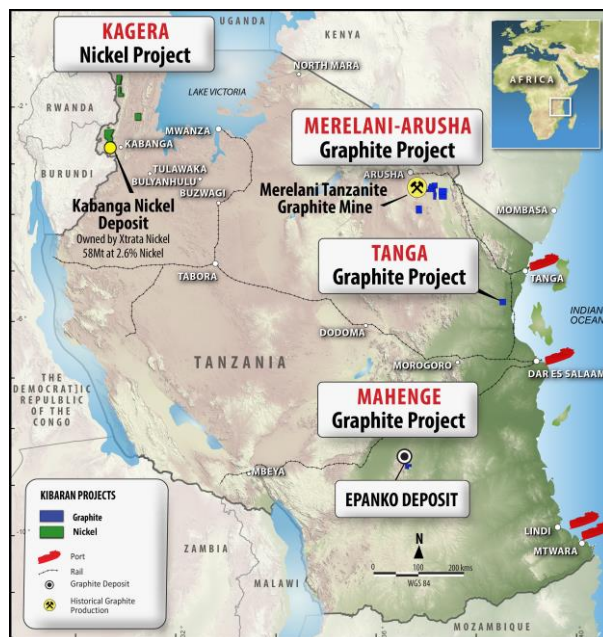 KAGERA
Nickel Project
UGANDA
KENYA
LAKE VICTORIA
NORTH MARA
AFRICA
-2°
RWANDA
MWANZA
KABANGA
BURUNDI
TULAWAKA
BULYANHULU
BUZWAGI
MERELANI-ARUSHA
Graphite Project
ARUSHA
Merelani Tanzanite
Graphite Mine
MOMBASA
Kabanga Nickel
Deposit
Owned by Xtrata Nickel
58Mt at 2.6% Nickel
TANGA
Graphite Project
TANGA
TABORA
INDIAN
OCEAN
-6°
DODOMA
TANZANIA
MOROGORO
DAR ES SALAAM
THE
DEMOCRATIC
REPULBLIC OF
THE CONGO
MAHENGE
Graphite Project
MBEYA
EPANKO DEPOSIT
KIBARAN PROJECTS
Graphite
Nickel
Port
Rail
Graphite Deposit
Historical Graphite
Production
LINDI
MTWARA
-10°
N
0 100 200 kms
WGS 84
ZAMBIA
MALAWI
MOZAMBIQUE